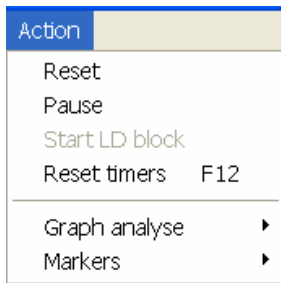 Action
Reset
Pause
Start LD block
Reset timers F12
Graph analyse
Markers